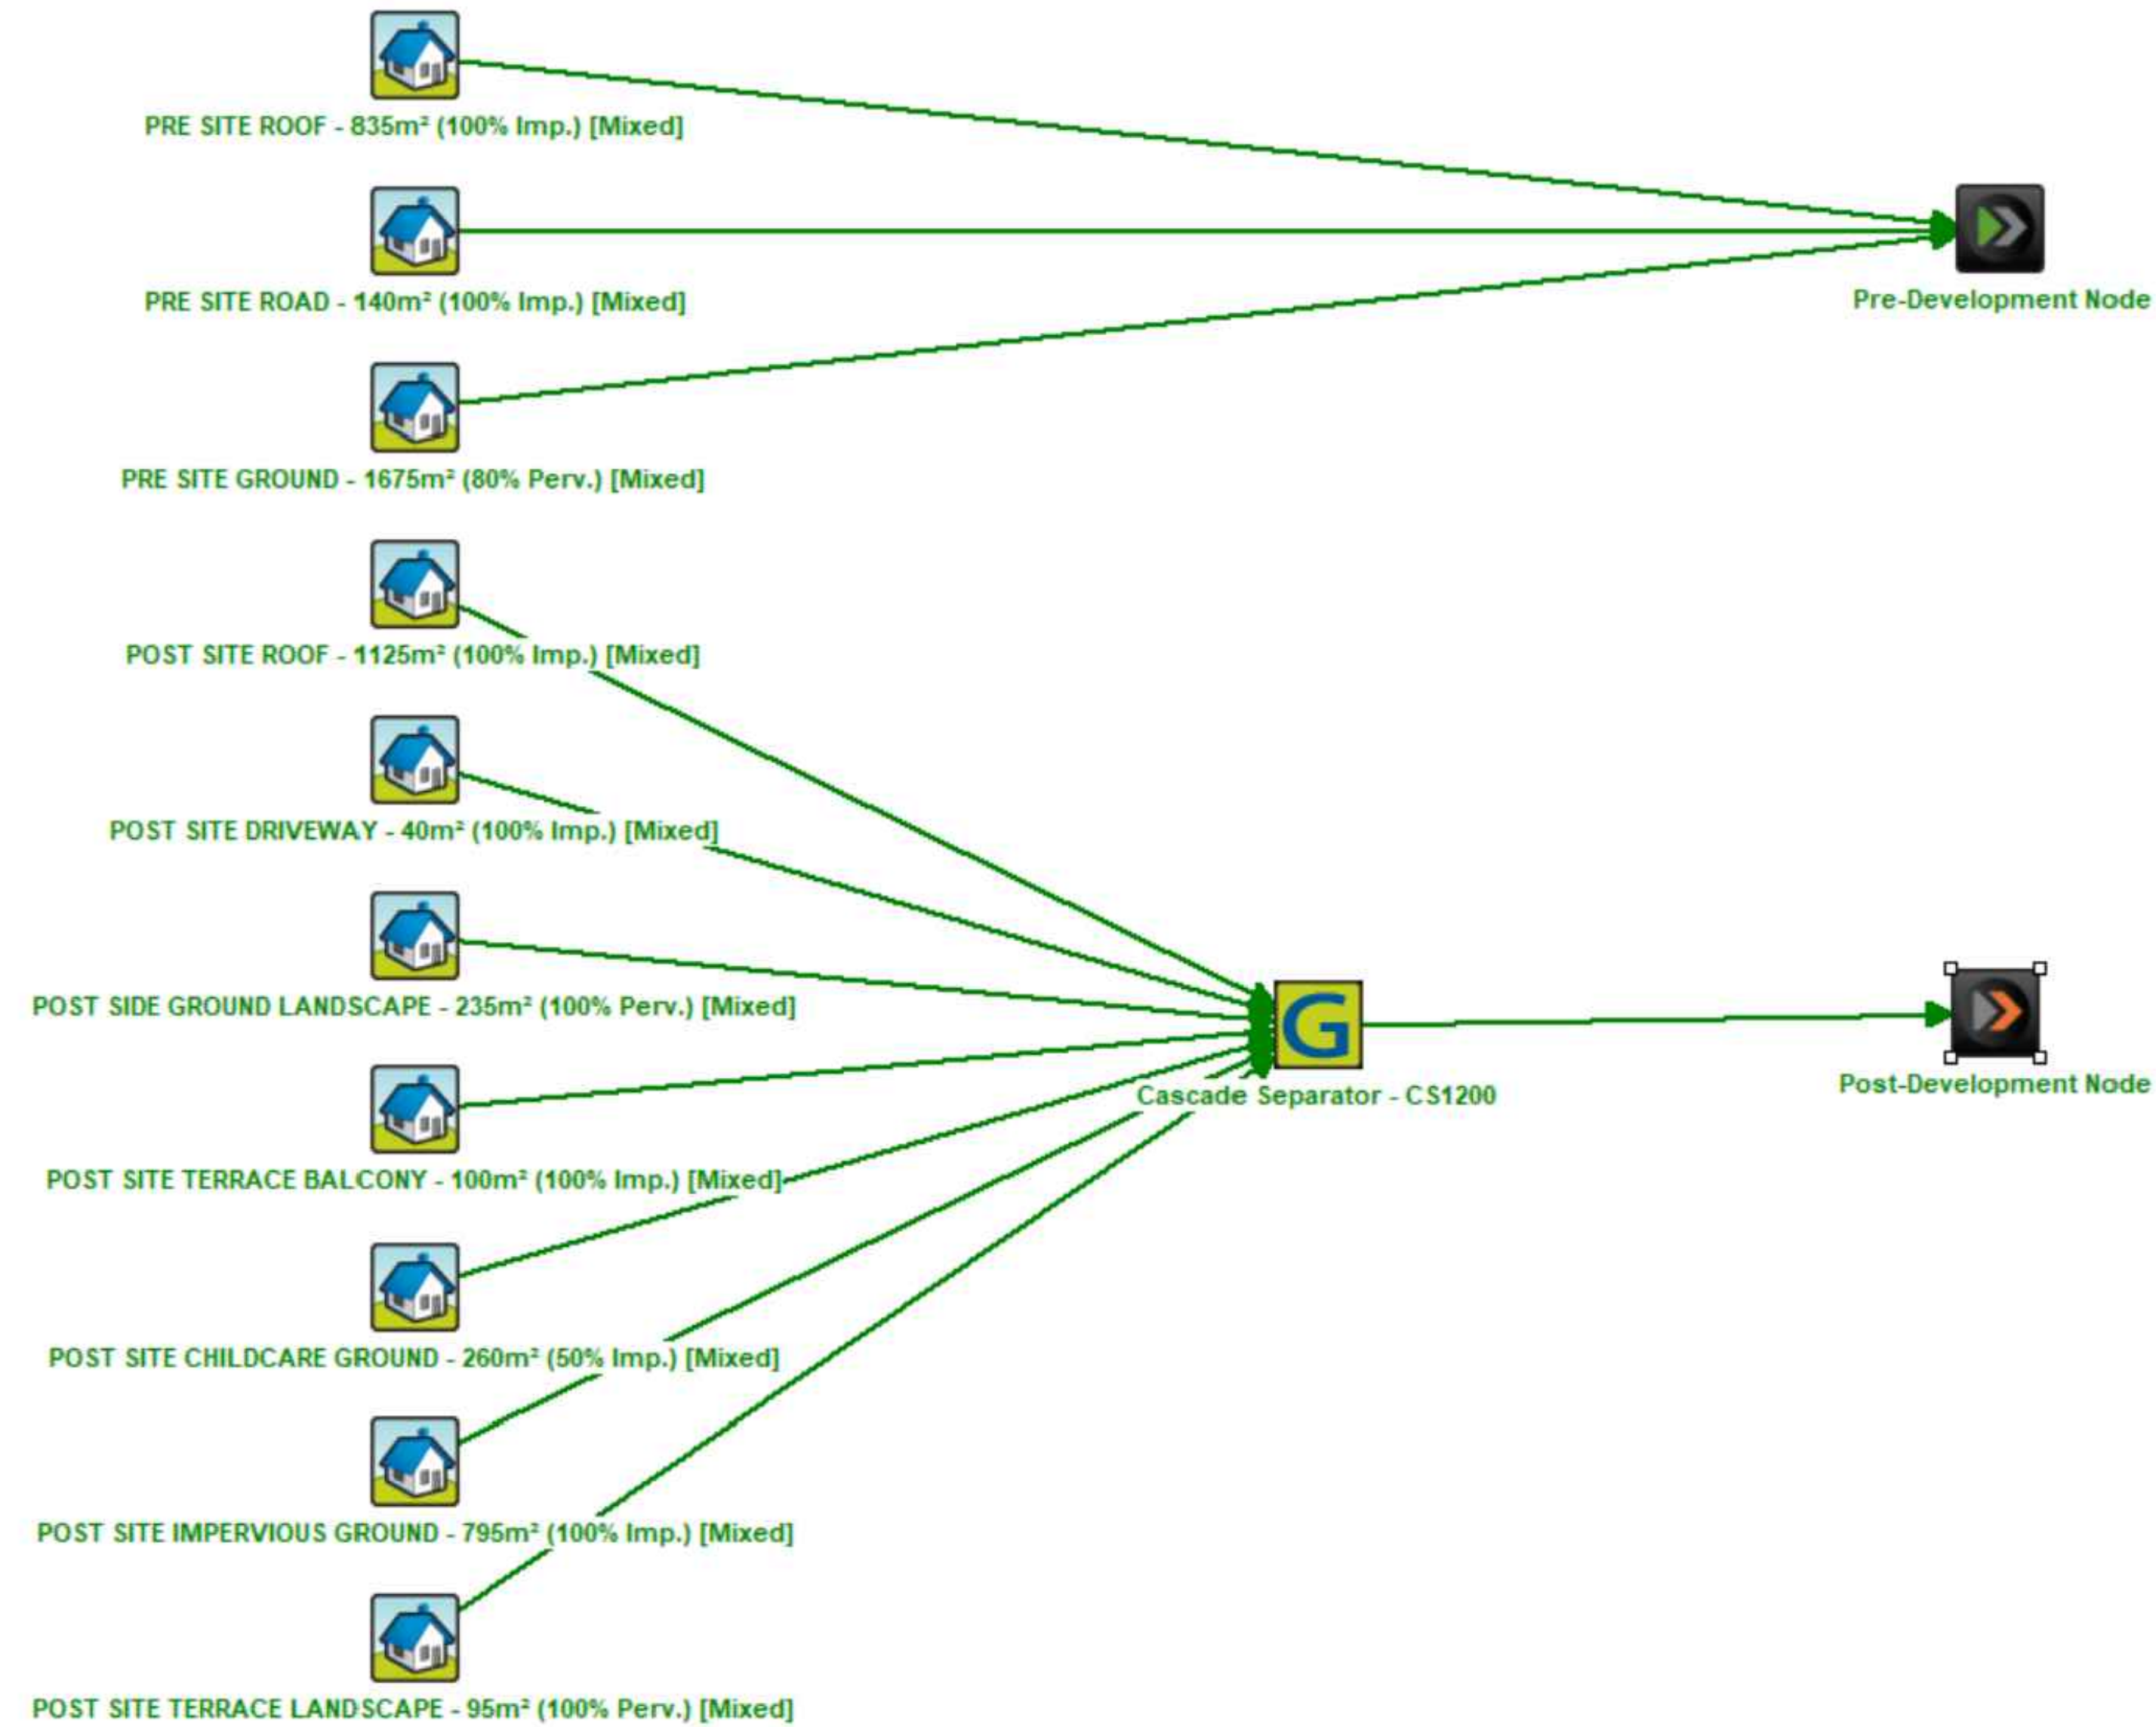 PRE SITE ROOF - 835m² (100% Imp.) [Mixed]
PRE SITE ROAD - 140m² (100% Imp.) [Mixed]
Pre-Development Node
PRE SITE GROUND - 1675m² (80% Perv.) [Mixed]
POST SITE ROOF - 1125m² (100% Imp.) [Mixed]
POST SITE DRIVEWAY - 40m² (100% Imp.) [Mixed]
POST SIDE GROUND LANDSCAPE - 235m² (100% Perv.) [Mixed]
G
Cascade Separator - CS1200
Post-Development Node
POST SITE TERRACE BALCONY - 100m² (100% Imp.) [Mixed]
POST SITE CHILDCARE GROUND - 260m² (50% Imp.) [Mixed]
POST SITE IMPERVIOUS GROUND - 795m² (100% Imp.) [Mixed]
POST SITE TERRACE LANDSCAPE - 95m² (100% Perv.) [Mixed]